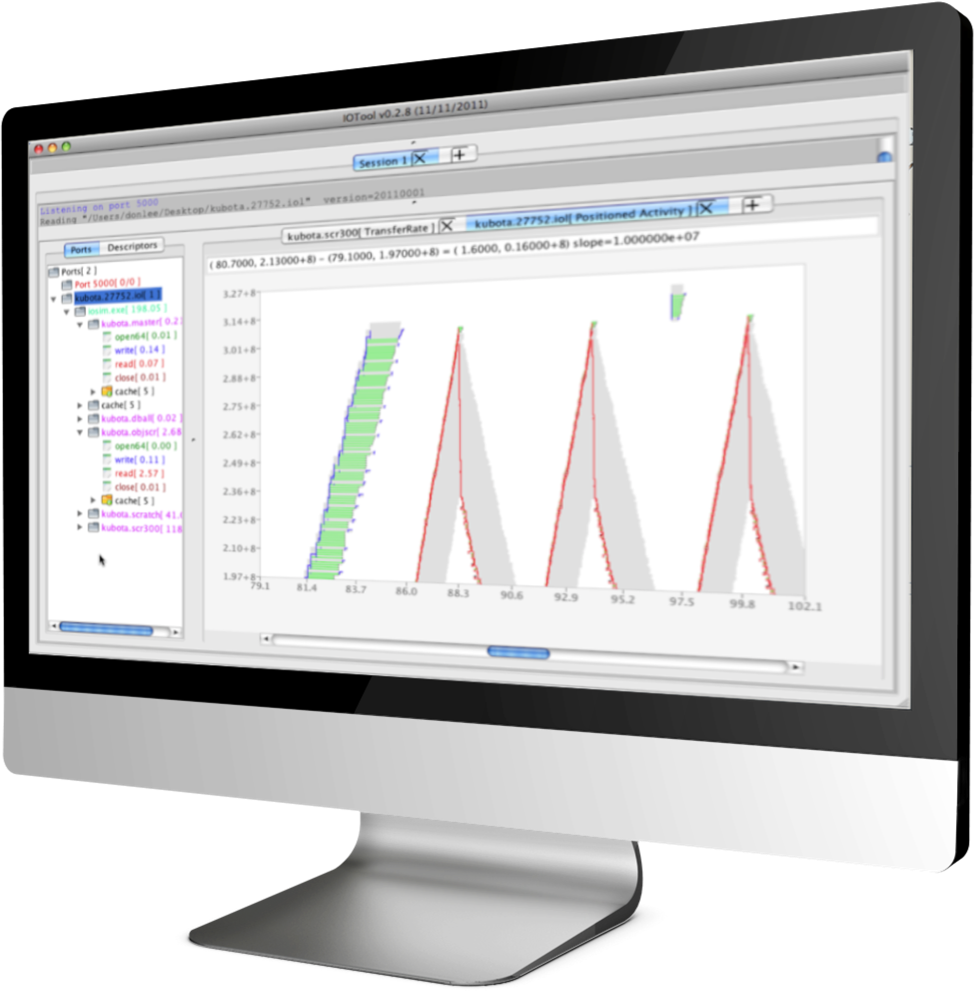 IOTool v0.2.8 (11/11/2011)
Session 1
Listening on port 5000
Reading "/Users/donlee/Desktop/kubota.27752.iol" version=20110001
kubota.scr300[ TransferRate ]
kubota.27752.iol[ Positioned Activity ]
Ports
Descriptors
( 80.7000, 2.13000+8) - (79.1000, 1.97000+8) = ( 1.6000, 0.16000+8) slope=1.000000e+07
Ports[ 2 ]
Port 5000[ 0/0 ]
kubota.27752.iol[ 1 ]
iosim.exe[ 198.05 ]
kubota.master[ 0.23
open64[ 0.01 ]
write[ 0.14 ]
read[ 0.07 ]
close[ 0.01 ]
cache[ 5 ]
cache[ 5 ]
kubota.dball[ 0.02 ]
kubota.objscr[ 2.68
open64[ 0.00 ]
write[ 0.11 ]
read[ 2.57 ]
close[ 0.01 ]
cache[ 5 ]
kubota.scratch[ 41.
kubota.scr300[ 118
3.27+8
3.14+8
3.01+8
2.88+8
2.75+8
2.62+8
2.49+8
2.36+8
2.23+8
2.10+8
1.97+8
79.1
81.4
83.7
86.0
88.3
90.6
92.9
95.2
97.5
99.8
102.1